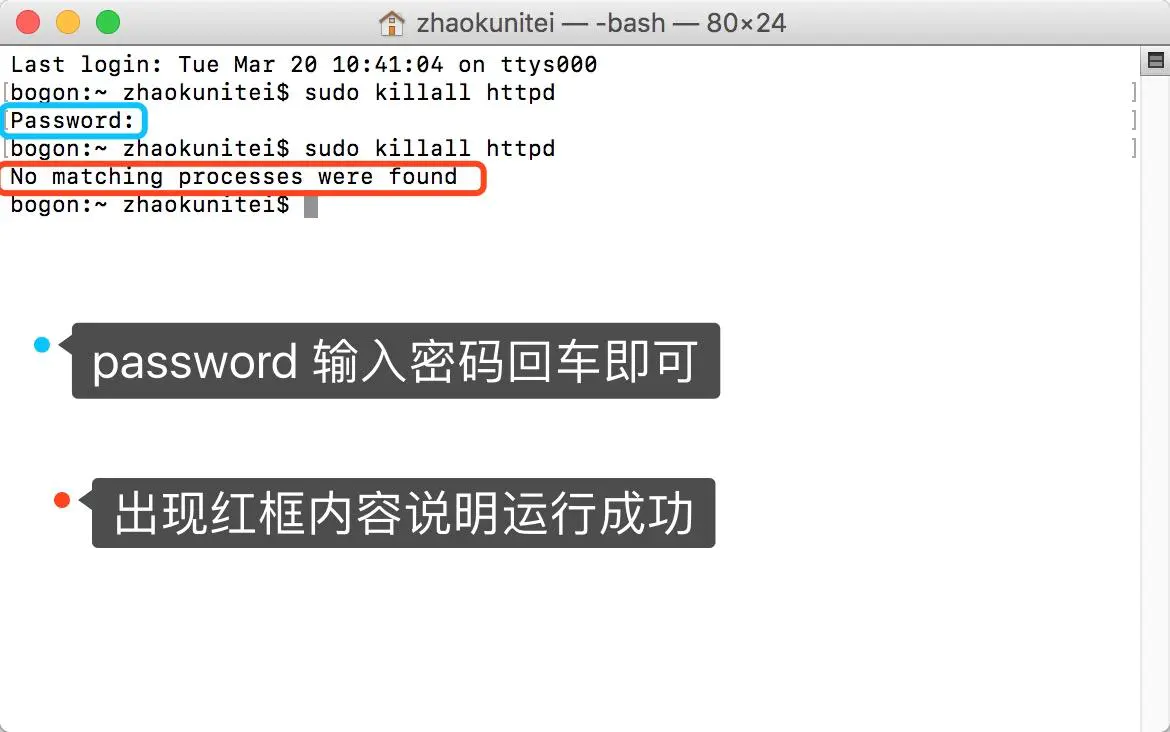 zhaokunitei — -bash — 80×24
Last login: Tue Mar 20 10:41:04 on ttys000
[bogon:~ zhaokunitei$ sudo killall httpd ]
[Password: ]
[bogon:~ zhaokunitei$ sudo killall httpd ]
No matching processes were found
bogon:~ zhaokunitei$
password 输入密码回车即可
出现红框内容说明运行成功